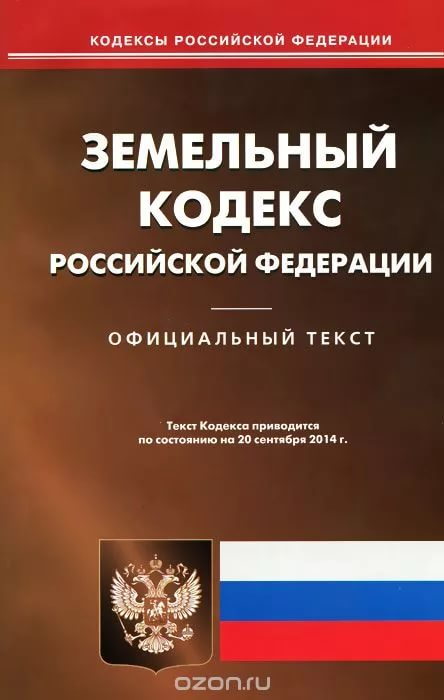 КОДЕКСЫ РОССИЙСКОЙ ФЕДЕРАЦИИ
ЗЕМЕЛЬНЫЙ
КОДЕКС
РОССИЙСКОЙ ФЕДЕРАЦИИ
ОФИЦИАЛЬНЫЙ ТЕКСТ
Текст Кодекса приводится
по состоянию на 20 сентября 2014 г.
ozon.ru